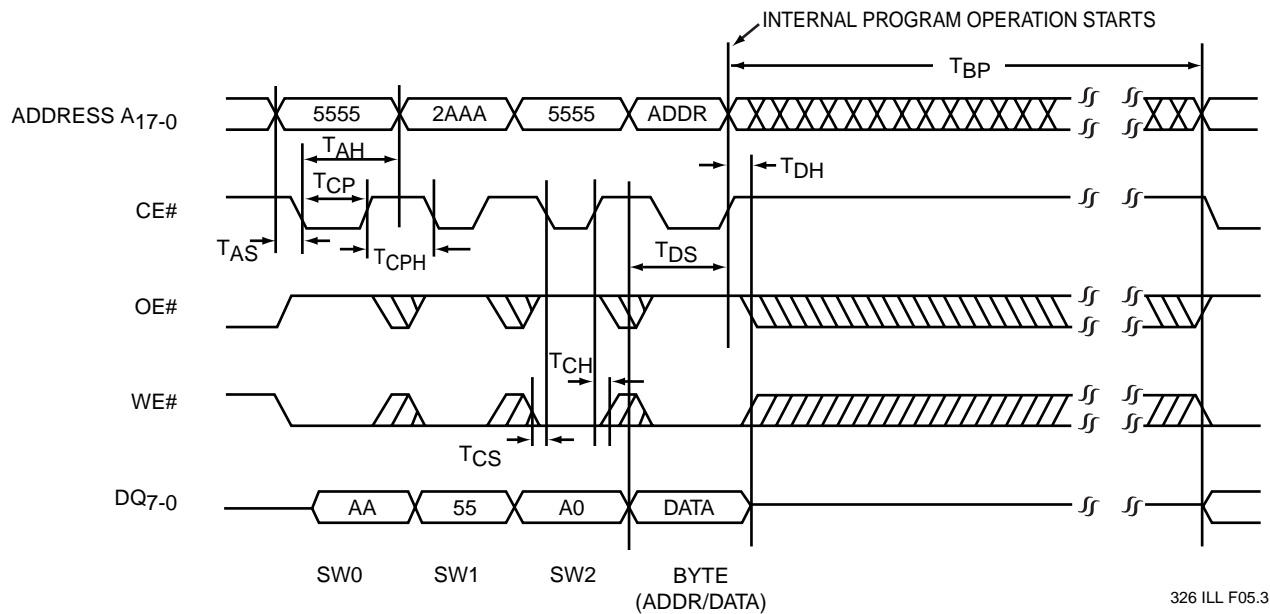 INTERNAL PROGRAM OPERATION STARTS
TBP
ADDRESS A17-0
5555
2AAA
5555
ADDR
TAH
TDH
TCP
CE#
TAS
TCPH
TDS
OE#
TCH
WE#
TCS
DQ7-0
AA
55
A0
DATA
SW0
SW1
SW2
BYTE
(ADDR/DATA)
326 ILL F05.3